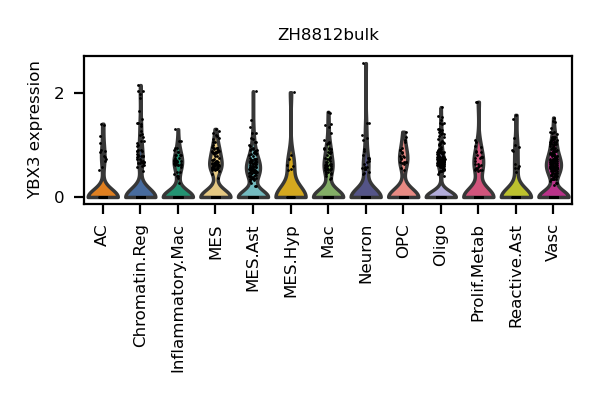 ZH8812bulk
YBX3 expression
2
0
AC
Chromatin.Reg
Inflammatory.Mac
MES
MES.Ast
MES.Hyp
Mac
Neuron
OPC
Oligo
Prolif.Metab
Reactive.Ast
Vasc